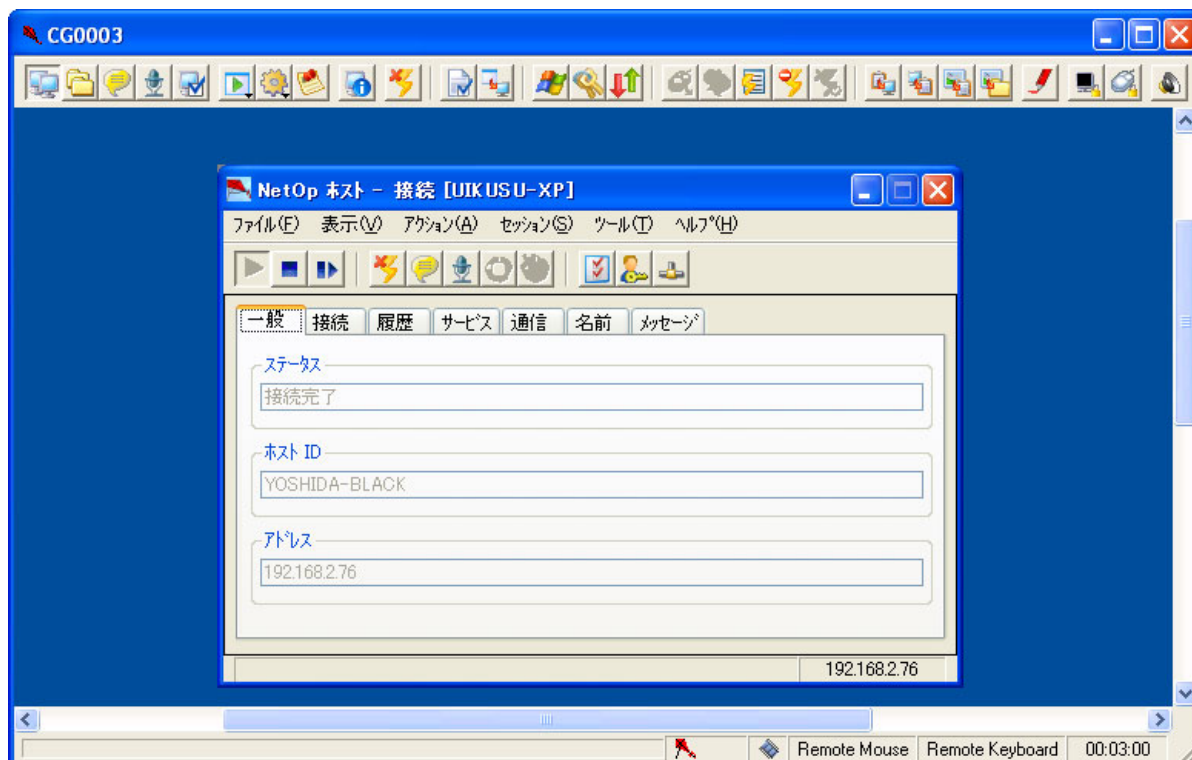 CG0003
NetOp ホスト - 接続 [UIKUSU-XP]
ファイル(F) 表示(V) アクション(A) セッション(S) ツール(T) ヘルプ(H)
一般 接続 履歴 サービス 通信 名前 メッセージ
ステータス
接続完了
ホスト ID
YOSHIDA-BLACK
アドレス
192.168.2.76
192.168.2.76
Remote Mouse Remote Keyboard 00:03:00